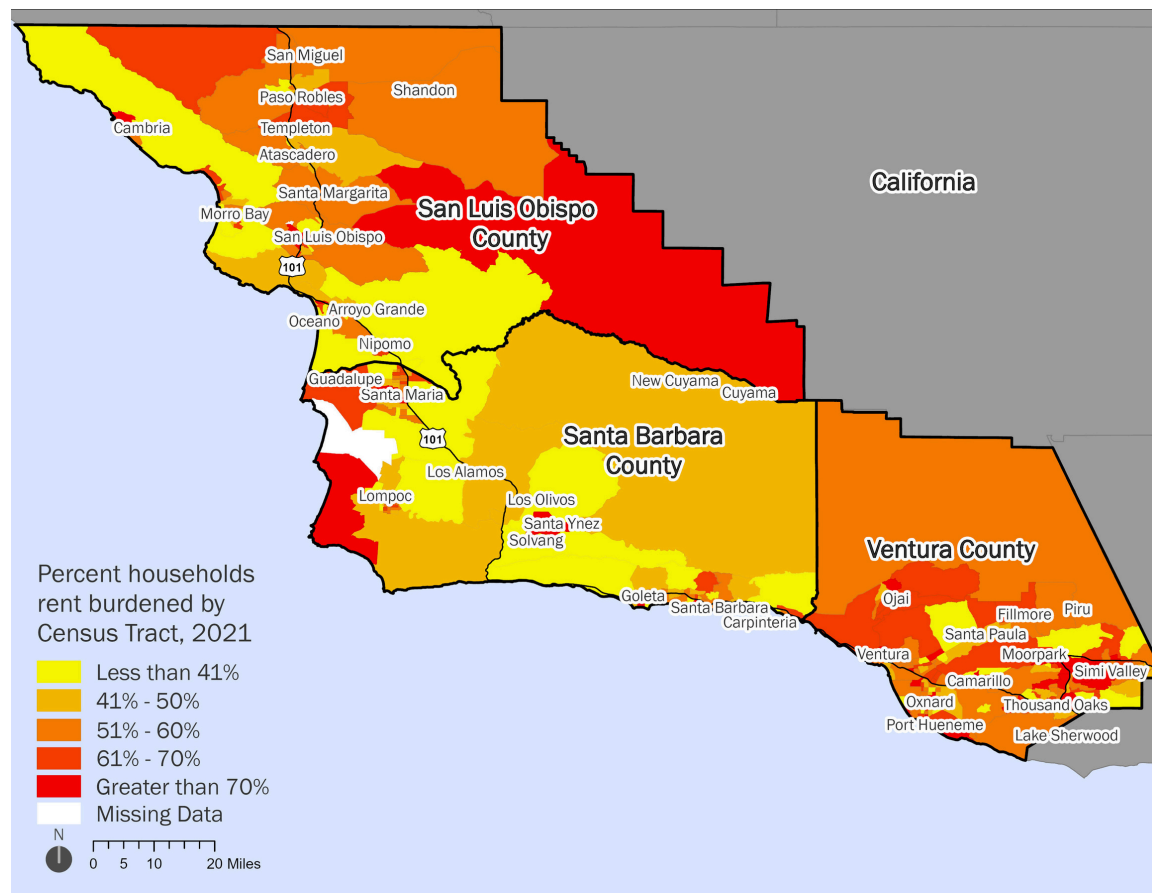 San Miguel
Shandon
Paso Robles
Cambria
Templeton
Atascadero
California
Santa Margarita
San Luis Obispo
County
Morro Bay
San Luis Obispo
101
Arroyo Grande
Oceano
Nipomo
Guadalupe
New Cuyama
Santa Maria
Cuyama
101
Santa Barbara
County
Los Alamos
Lompoc
Los Olivos
Santa Ynez
Solvang
Ventura County
Goleta
Santa Barbara
Carpinteria
Ojai
Fillmore
Piru
Santa Paula
Ventura
Moorpark
Simi Valley
Camarillo
Oxnard
Thousand Oaks
Port Hueneme
Lake Sherwood
Percent households
rent burdened by
Census Tract, 2021
Less than 41%
41% - 50%
51% - 60%
61% - 70%
Greater than 70%
Missing Data
N
0 5 10 20 Miles